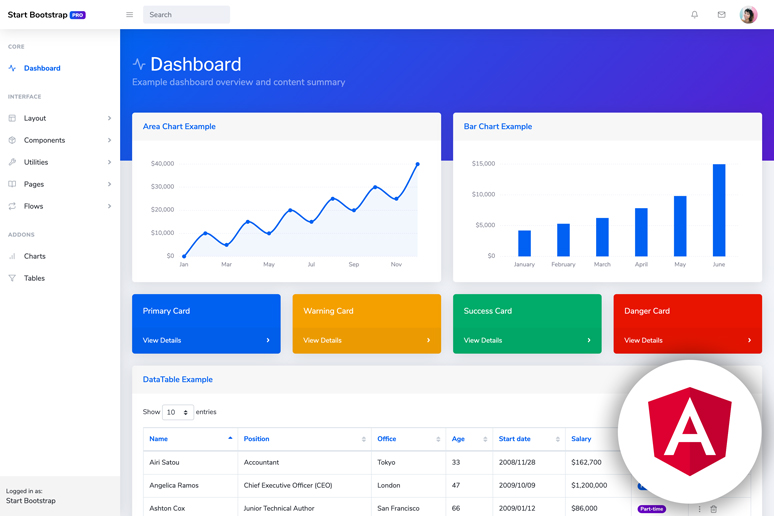 Start Bootstrap PRO
Search
CORE
Dashboard
INTERFACE
Layout
Components
Utilities
Pages
Flows
ADDONS
Charts
Tables
Logged in as:
Start Bootstrap
Dashboard
Example dashboard overview and content summary
Area Chart Example
$40,000
$30,000
$20,000
$10,000
$0
Jan Mar May Jul Sep Nov
Bar Chart Example
$15,000
$10,000
$5,000
$0
January February March April May June
Primary Card
View Details
Warning Card
View Details
Success Card
View Details
Danger Card
View Details
DataTable Example
Show 10 entries
Name Position Office Age Start date Salary
Airi Satou Accountant Tokyo 33 2008/11/28 $162,700
Angelica Ramos Chief Executive Officer (CEO) London 47 2009/10/09 $1,200,000
Ashton Cox Junior Technical Author San Francisco 66 2009/01/12 $86,000 Part-time
A